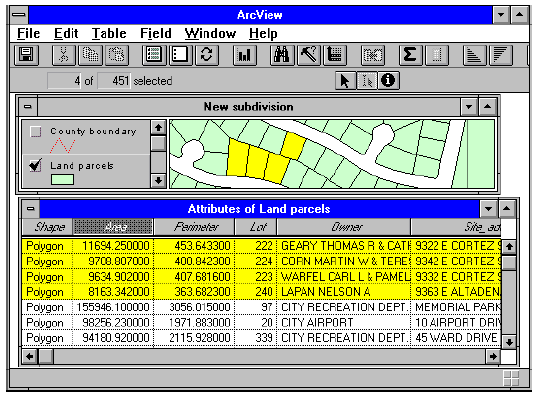 ArcView
File Edit Table Field Window Help
4 of 451 selected
New subdivision
County boundary
Land parcels
Attributes of Land parcels
Shape Area Perimeter Lot Owner Site_ad
Polygon 11694.250000 453.643300 222 GEARY THOMAS R & CATH 9322 E CORTEZ S
Polygon 9708.807000 400.842300 224 CORN MARTIN W & TERES 9342 E CORTEZ S
Polygon 9634.902000 407.681600 223 WARFEL CARL L & PAMEL 9332 E CORTEZ S
Polygon 8163.342000 363.682300 240 LAPAN NELSON A 9363 E ALTADEN
Polygon 155946.100000 3056.015000 97 CITY RECREATION DEPT. MEMORIAL PARK
Polygon 98256.230000 1971.883000 20 CITY AIRPORT 10 AIRPORT DRIV
Polygon 94180.920000 2115.928000 339 CITY RECREATION DEPT. 45 WARD DRIVE